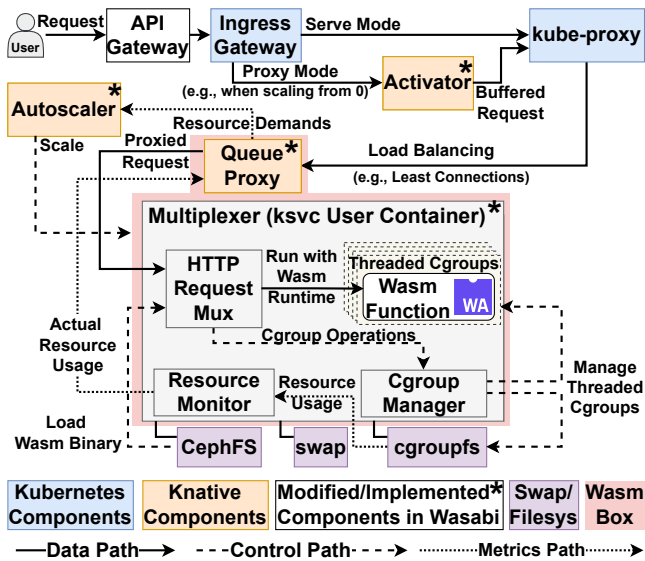 User
Request
API
Gateway
Ingress
Gateway
Serve Mode
kube-proxy
Proxy Mode
(e.g., when scaling from 0)
Activator*
Buffered
Request
Autoscaler*
Resource Demands
Scale
Proxied
Request
Queue*
Proxy
Load Balancing
(e.g., Least Connections)
Multiplexer (ksvc User Container)*
HTTP
Request
Mux
Run with
Wasm
Runtime
Threaded Cgroups
Wasm
Function
WA
Cgroup Operations
Actual
Resource
Usage
Resource
Monitor
Resource
Usage
Cgroup
Manager
Manage
Threaded
Cgroups
Load
Wasm Binary
CephFS
swap
cgroupfs
Kubernetes
Components
Knative
Components
Modified/Implemented*
Components in Wasabi
Swap/
Filesys
Wasm
Box
Data Path
Control Path
Metrics Path